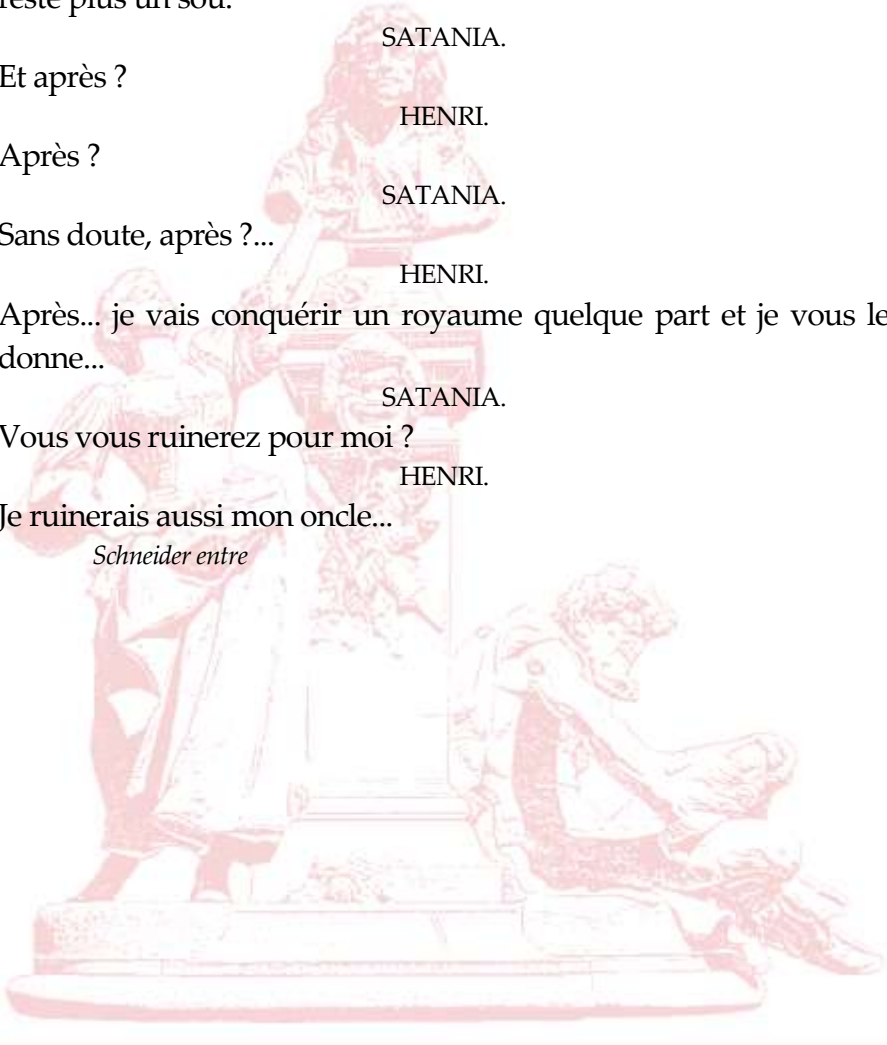 reste plus un sou.
SATANIA.
Et après ?
HENRI.
Après ?
SATANIA.
Sans doute, après ?...
HENRI.
Après... je vais conquérir un royaume quelque part et je vous le
donne...
SATANIA.
Vous vous ruinerez pour moi ?
HENRI.
Je ruinerais aussi mon oncle...
Schneider entre